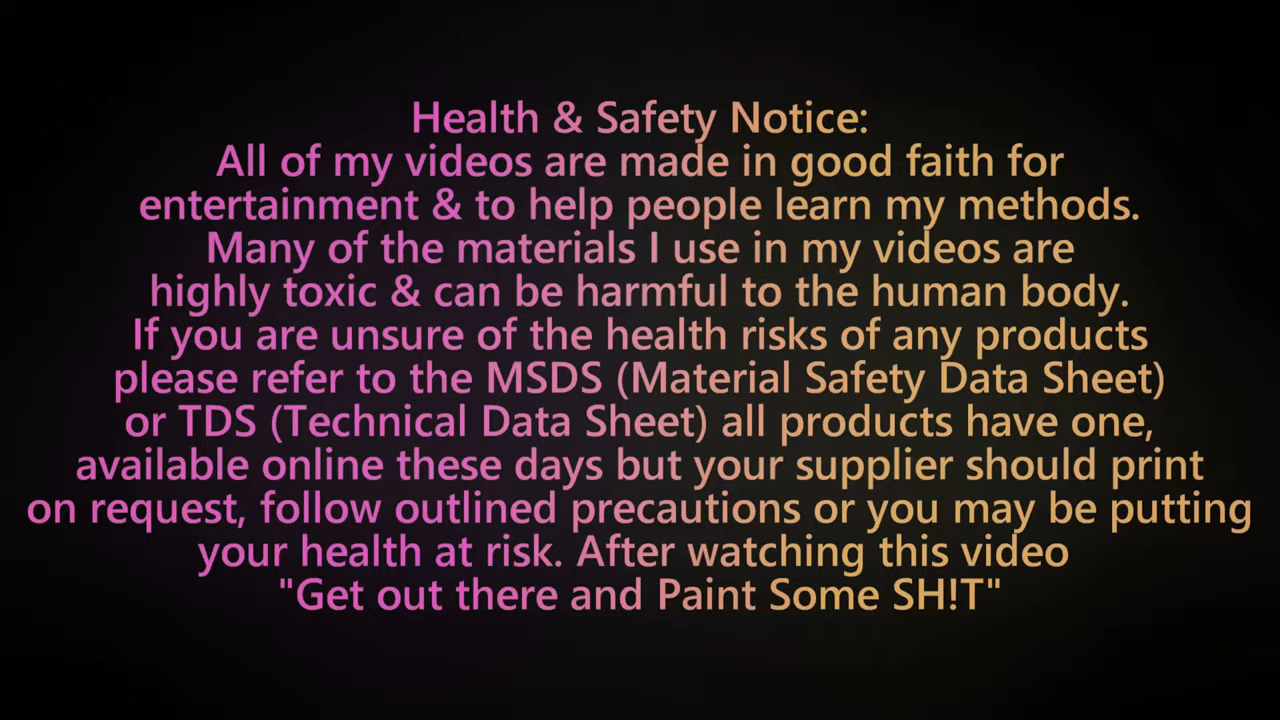 Health & Safety Notice:
All of my videos are made in good faith for
entertainment & to help people learn my methods.
Many of the materials I use in my videos are
highly toxic & can be harmful to the human body.
If you are unsure of the health risks of any products
please refer to the MSDS (Material Safety Data Sheet)
or TDS (Technical Data Sheet) all products have one,
available online these days but your supplier should print
on request, follow outlined precautions or you may be putting
your health at risk. After watching this video
"Get out there and Paint Some SH!T"